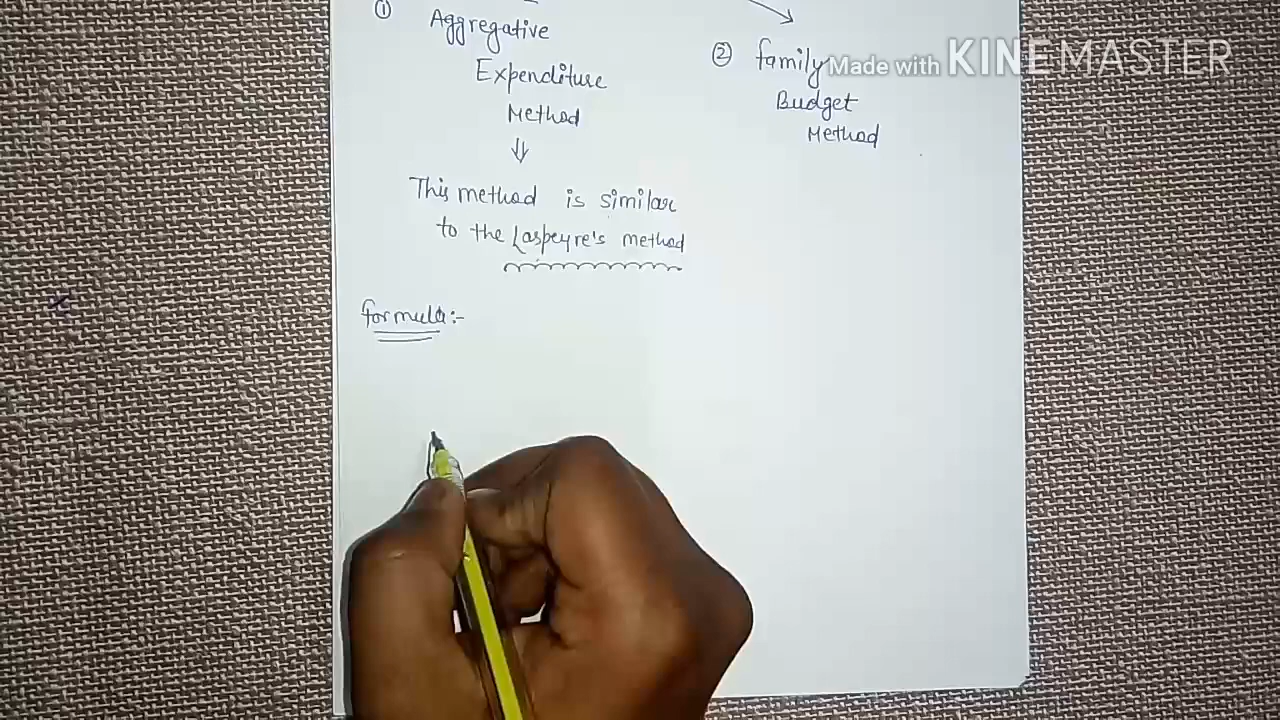 ① Aggregative
Expenditure
Method
⇓
This method is similar
to the Laspeyre's method
formula:-
② family
Budget
Method
Made with KINEMASTER